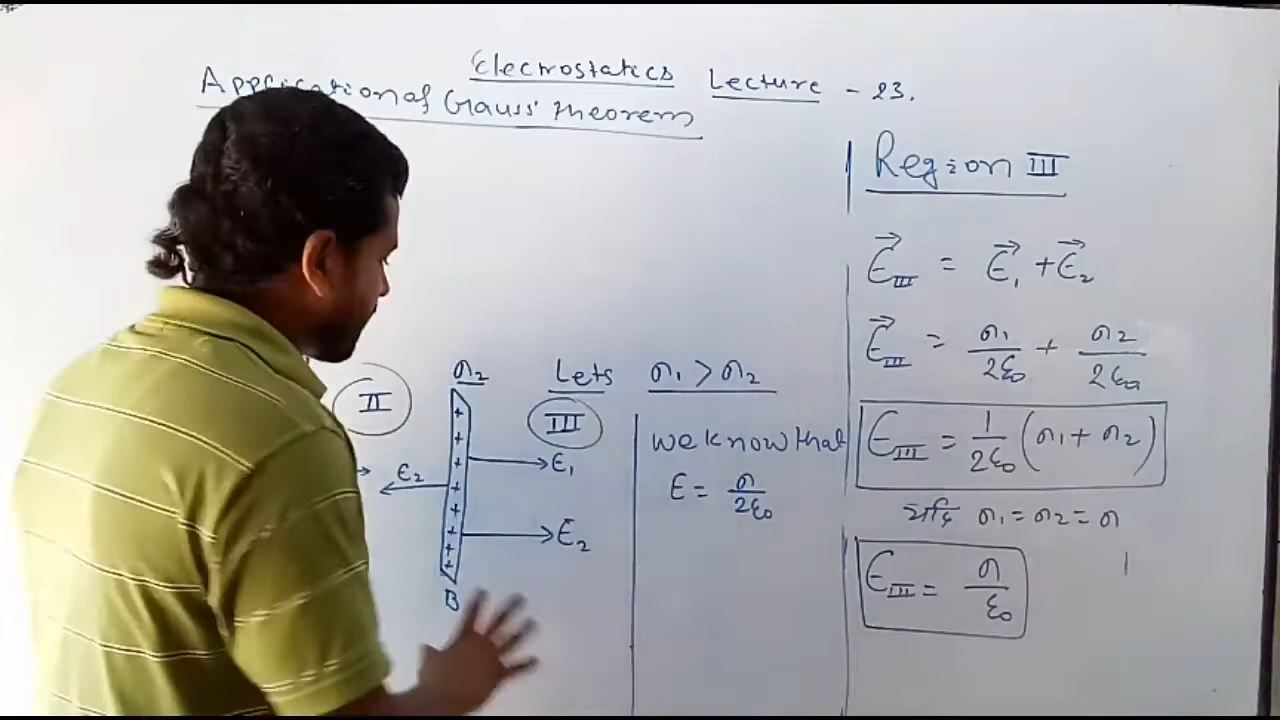 Electrostatics Lecture - 23.
Application of Gauss' theorem
II
σ2
Lets σ1 > σ2
III
E1
E2
E2
B
we know that
E = σ/2ε0
Region III
E⃗III = E⃗1 + E⃗2
E⃗III = σ1/2ε0 + σ2/2ε0
EIII = 1/2ε0 (σ1 + σ2)
यदि σ1 = σ2 = σ
EIII = σ/ε0